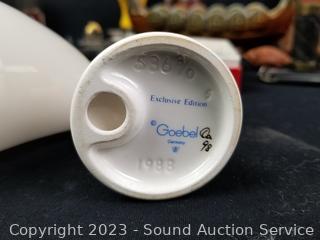 Exclusive Edition
© Goebel
Germany
1988
Copyright 2023 - Sound Auction Service